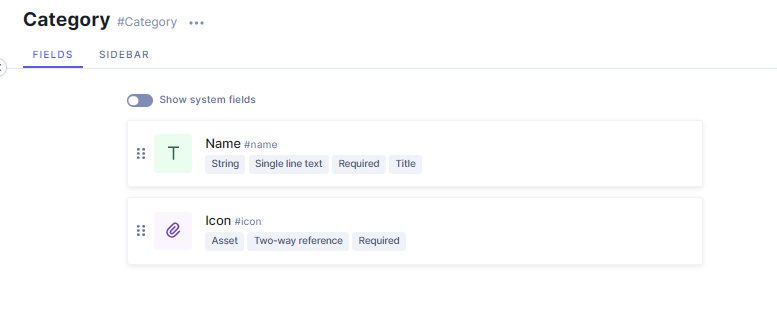 Category #Category
FIELDS SIDEBAR
Show system fields
T
Name #name
String Single line text Required Title
Icon #icon
Asset Two-way reference Required